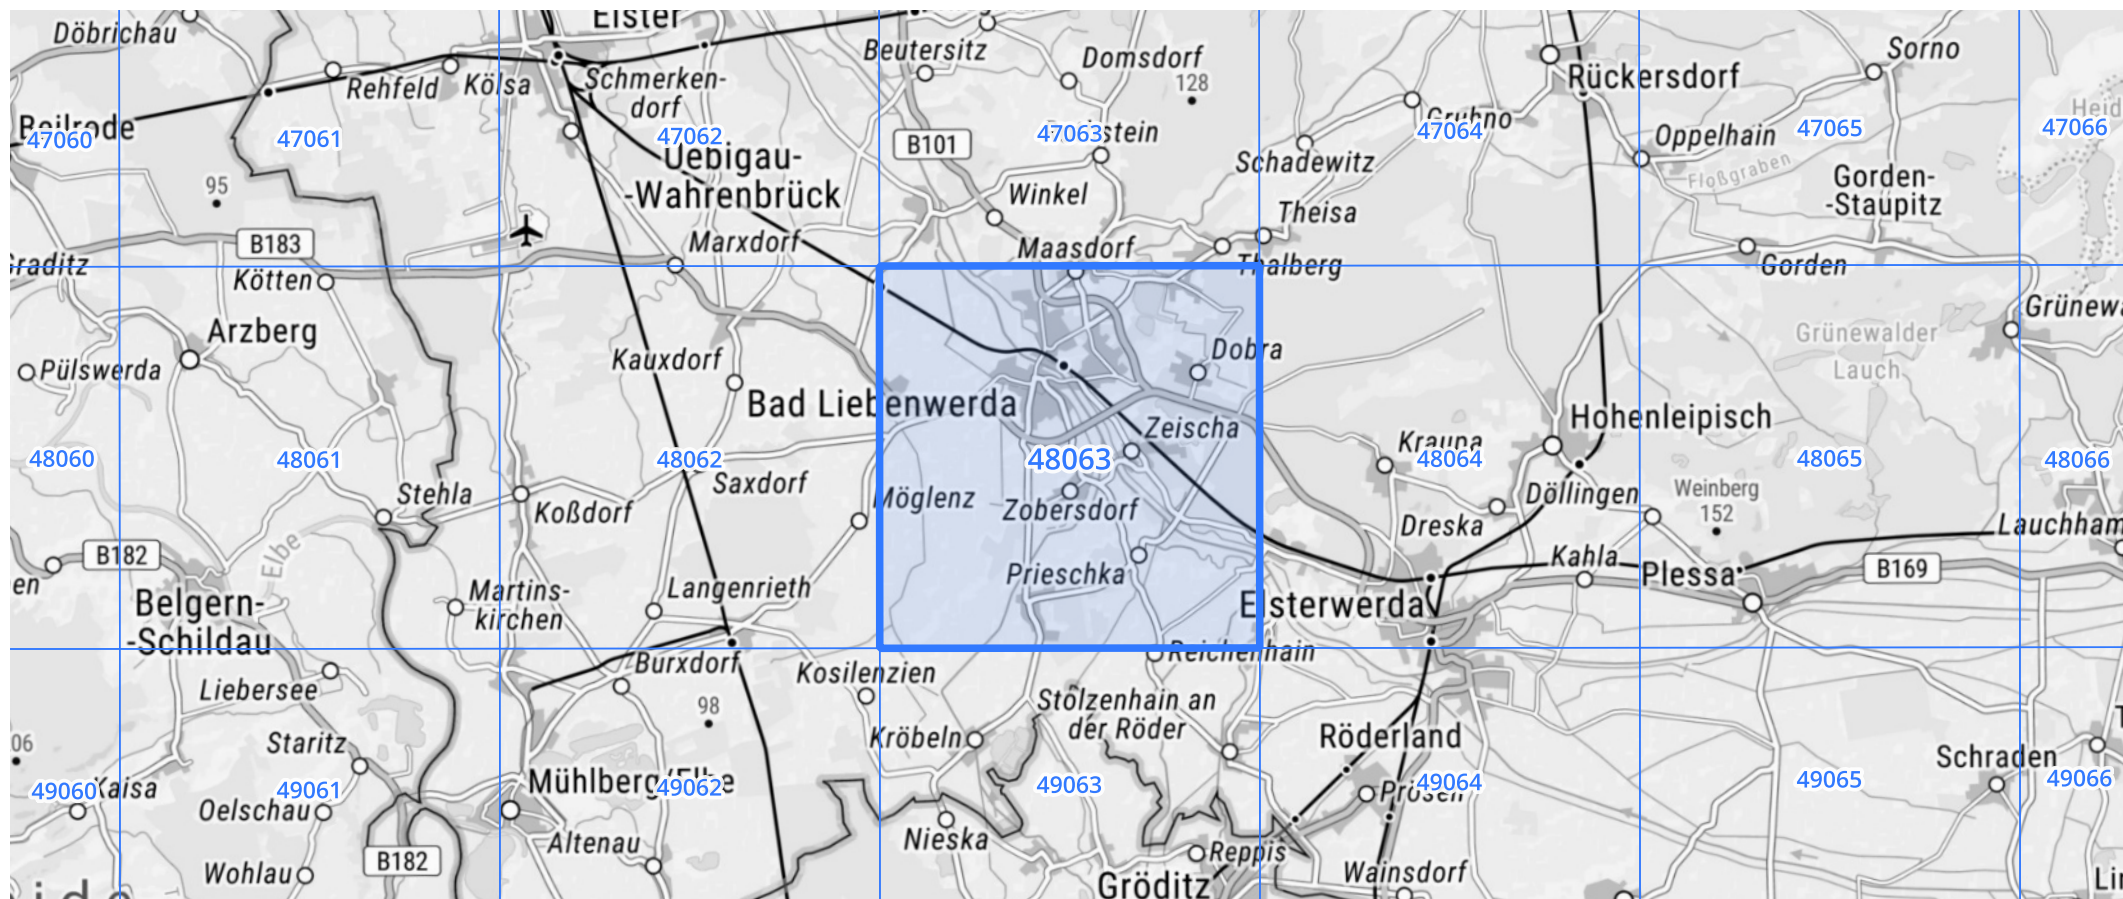 Elster
Döbrichau
Beutersitz
Domsdorf
128
Sorno
Rehfeld
Kölsa
Schmerken-
dorf
Rückersdorf
Beilrode
47060
47061
47062
B101
47063
47064
Oppelhain
47065
47066
Uebigau-
-Wahrenbrück
Schadewitz
Floßgraben
Gorden-
-Staupitz
95
Winkel
Theisa
B183
Marxdorf
Maasdorf
Thalberg
Gorden
Kötten
Arzberg
Pülswerda
Kauxdorf
Dobra
Grünewalder
Lauch
Bad Liebenwerda
Zeischa
Hohenleipisch
Kraupa
48060
48061
48062
48063
48064
48065
48066
Stehla
Koßdorf
Saxdorf
Möglenz
Zobersdorf
Döllingen
Weinberg
152
Dreska
B182
Elbe
Langenrieth
Prieschka
Kahla
Plessa
B169
Belgern-
-Schildau
Martins-
kirchen
Elsterwerda
Burxdorf
Kosilenzien
Reichenhain
Liebersee
98
Stolzenhain an
der Röder
Staritz
Kröbeln
Röderland
Schraden
49060
Kaisa
49061
Mühlberg/Elbe
49062
49063
49064
Prösen
49065
49066
Oelschau
Altenau
Nieska
Reppis
B182
Wohlau
Gröditz
Wainsdorf